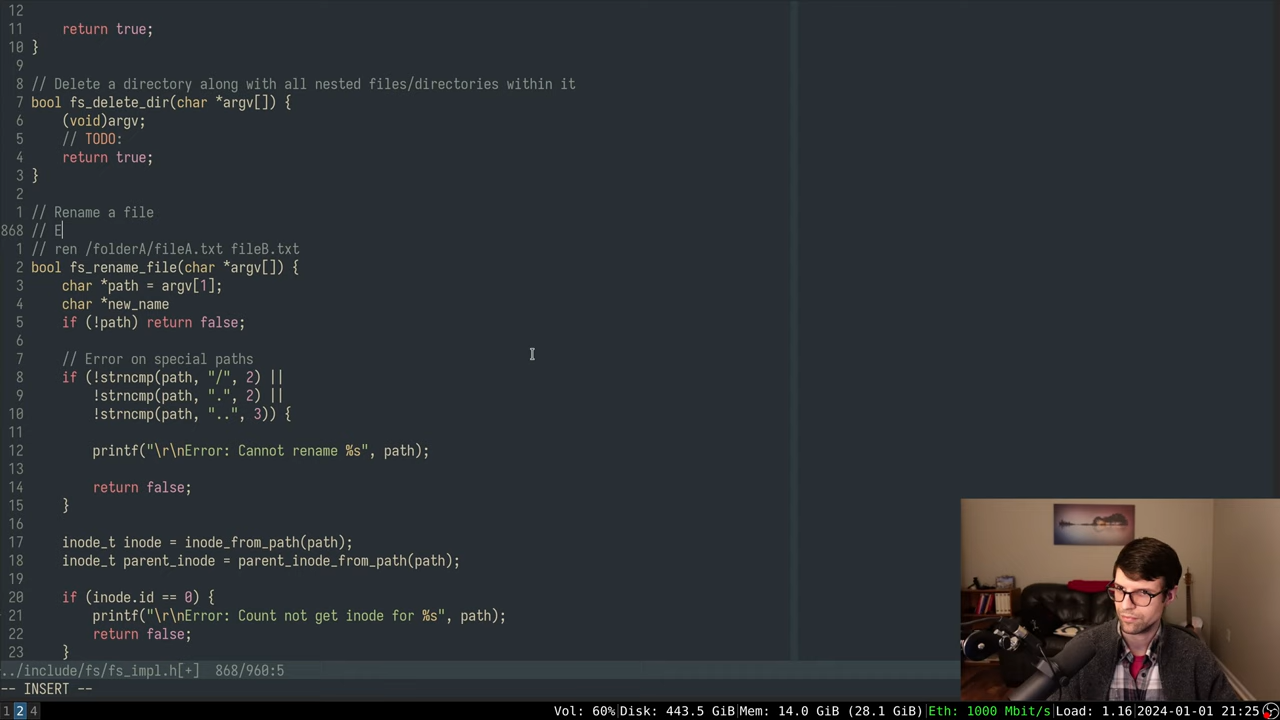 12
11     return true;
10 }
9
8 // Delete a directory along with all nested files/directories within it
7 bool fs_delete_dir(char *argv[]) {
6     (void)argv;
5     // TODO:
4     return true;
3 }
2
1 // Rename a file
868 // E
1 // ren /folderA/fileA.txt fileB.txt
2 bool fs_rename_file(char *argv[]) {
3     char *path = argv[1];
4     char *new_name
5     if (!path) return false;
6
7     // Error on special paths
8     if (!strncmp(path, "/", 2) ||
9         !strncmp(path, ".", 2) ||
10         !strncmp(path, "..", 3)) {
11
12         printf("\r\nError: Cannot rename %s", path);
13
14         return false;
15     }
16
17     inode_t inode = inode_from_path(path);
18     inode_t parent_inode = parent_inode_from_path(path);
19
20     if (inode.id == 0) {
21         printf("\r\nError: Count not get inode for %s", path);
22         return false;
23     }
../include/fs/fs_impl.h[+]  868/960:5
-- INSERT --
1 2 4 Vol: 60%|Disk: 443.5 GiB|Mem: 14.0 GiB (28.1 GiB)|Eth: 1000 Mbit/s|Load: 1.16|2024-01-01 21:25